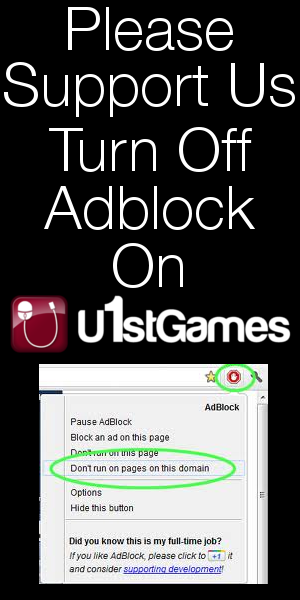 Please
Support Us
Turn Off
Adblock
On
U1stGames
AdBlock
Pause AdBlock
Block an ad on this page
Don't run on this page
Don't run on pages on this domain
Options
Hide this button
Did you know this is my full-time job?
If you like AdBlock, please click to +1 it
and consider supporting development!